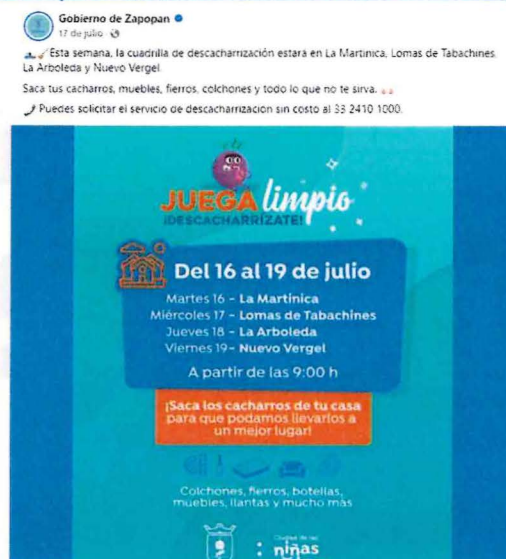 Gobierno de Zapopan
17 de julio
Esta semana, la cuadrilla de descacharrización estará en La Martinica, Lomas de Tabachines,
La Arboleda y Nuevo Vergel.
Saca tus cacharros, muebles, fierros, colchones y todo lo que no te sirva.
Puedes solicitar el servicio de descacharrización sin costo al 33 2410 1000.
JUEGA limpio
¡DESCACHARRÍZATE!
Del 16 al 19 de julio
Martes 16 - La Martinica
Miércoles 17 - Lomas de Tabachines
Jueves 18 - La Arboleda
Viernes 19- Nuevo Vergel
A partir de las 9:00 h
¡Saca los cacharros de tu casa
para que podamos llevarlos a
un mejor lugar!
Colchones, fierros, botellas,
muebles, llantas y mucho más
Ciudad de las
niñas